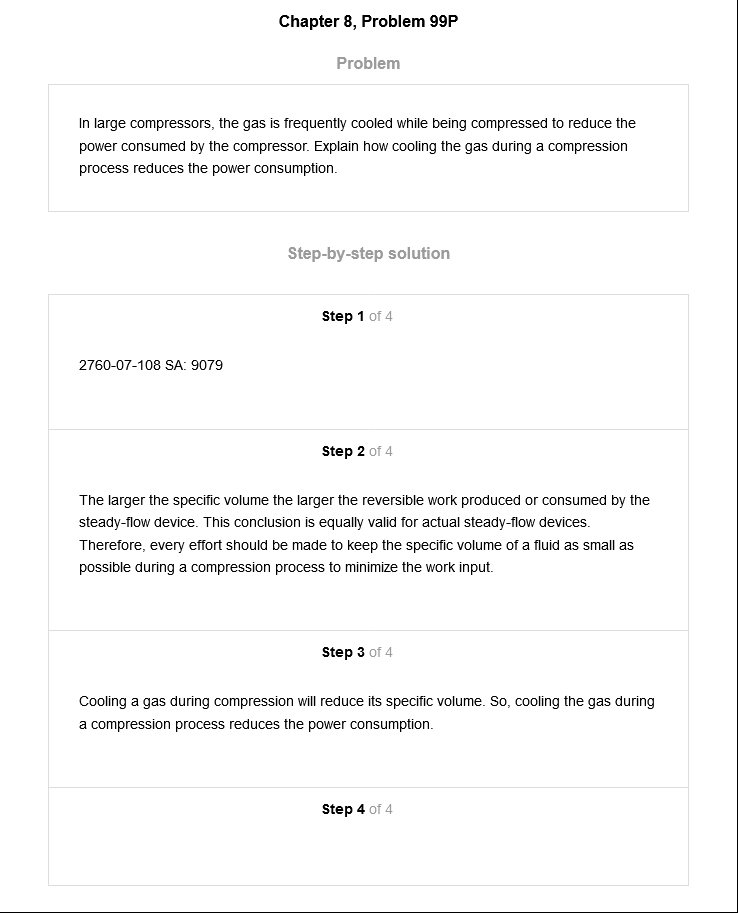 Chapter 8, Problem 99P
Problem
In large compressors, the gas is frequently cooled while being compressed to reduce the
power consumed by the compressor. Explain how cooling the gas during a compression
process reduces the power consumption.
Step-by-step solution
Step 1 of 4
2760-07-108 SA: 9079
Step 2 of 4
The larger the specific volume the larger the reversible work produced or consumed by the
steady-flow device. This conclusion is equally valid for actual steady-flow devices.
Therefore, every effort should be made to keep the specific volume of a fluid as small as
possible during a compression process to minimize the work input.
Step 3 of 4
Cooling a gas during compression will reduce its specific volume. So, cooling the gas during
a compression process reduces the power consumption.
Step 4 of 4